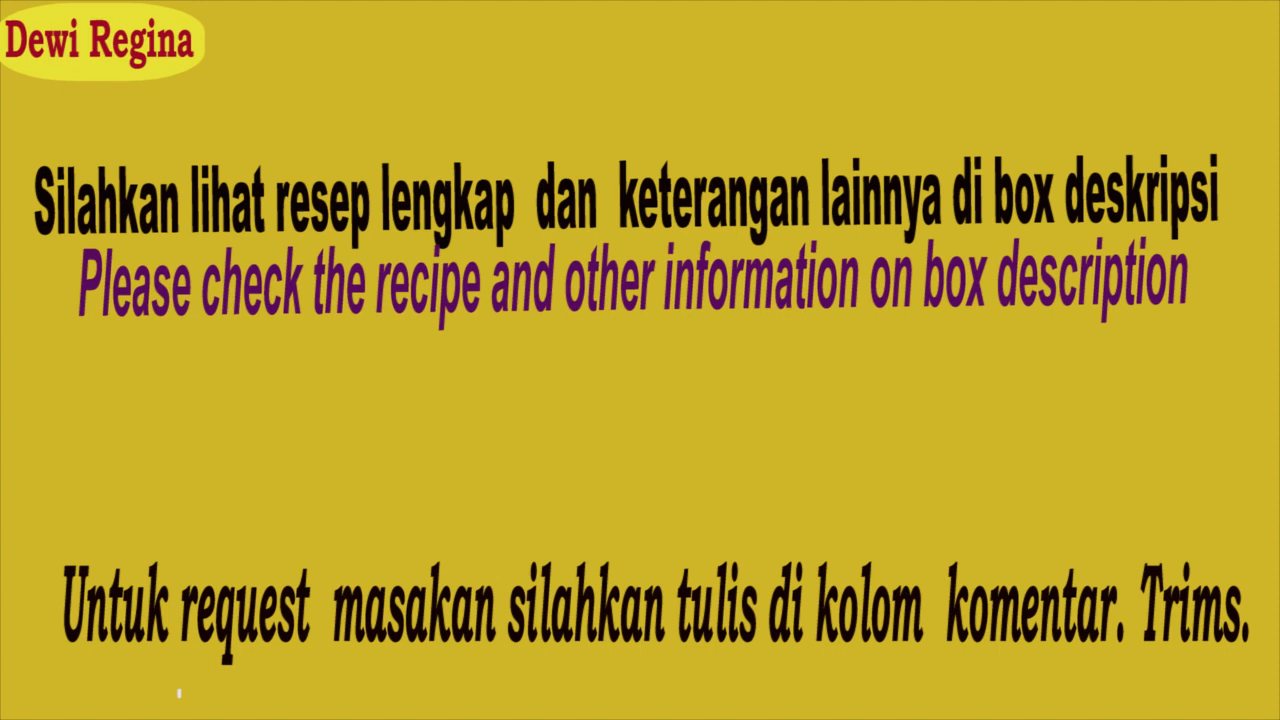 Dewi Regina
Silahkan lihat resep lengkap dan keterangan lainnya di box deskripsi
Please check the recipe and other information on box description
Untuk request masakan silahkan tulis di kolom komentar. Trims.